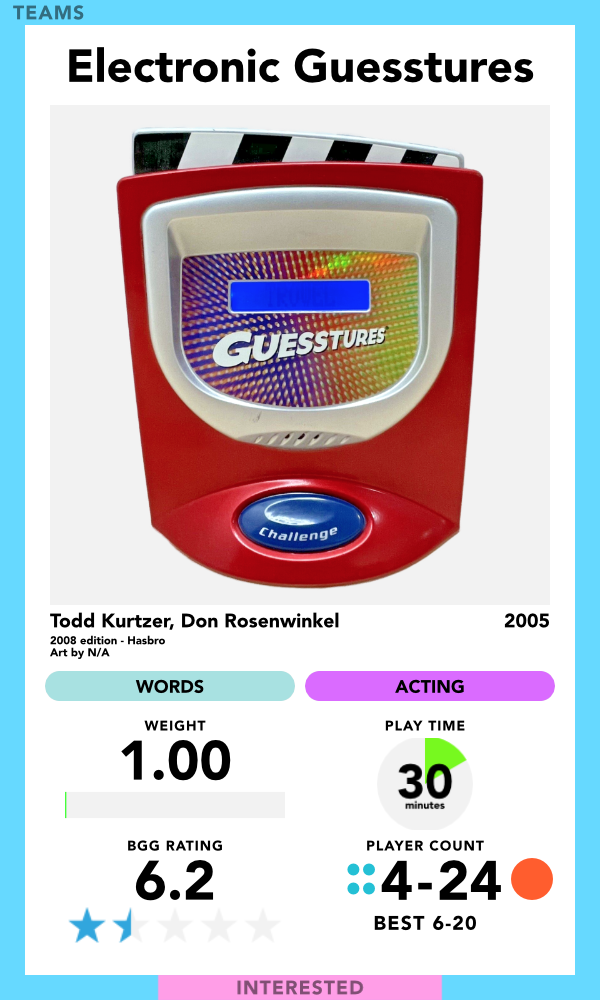 TEAMS
Electronic Guesstures
GUESSTURES
Challenge
Todd Kurtzer, Don Rosenwinkel 2005
2008 edition - Hasbro
Art by N/A
WORDS ACTING
WEIGHT PLAY TIME
1.00 30
minutes
BGG RATING PLAYER COUNT
6.2 4-24
BEST 6-20
INTERESTED